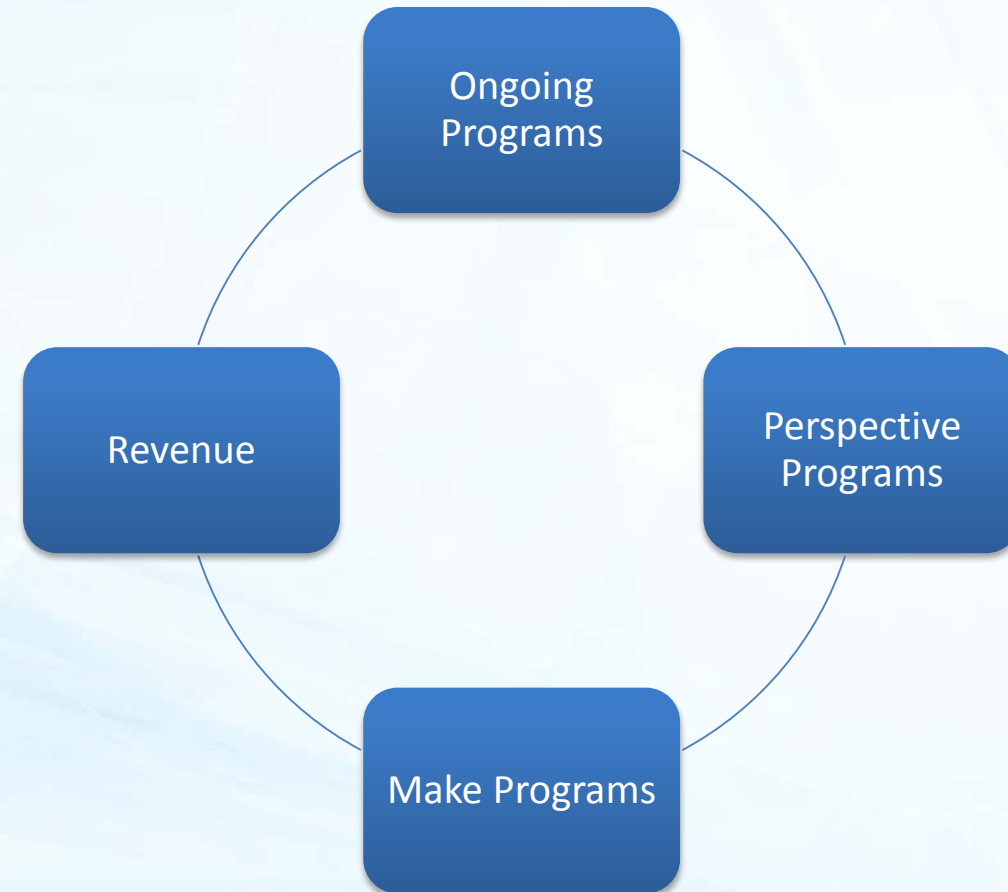 Ongoing
Programs
Perspective
Programs
Revenue
Make Programs